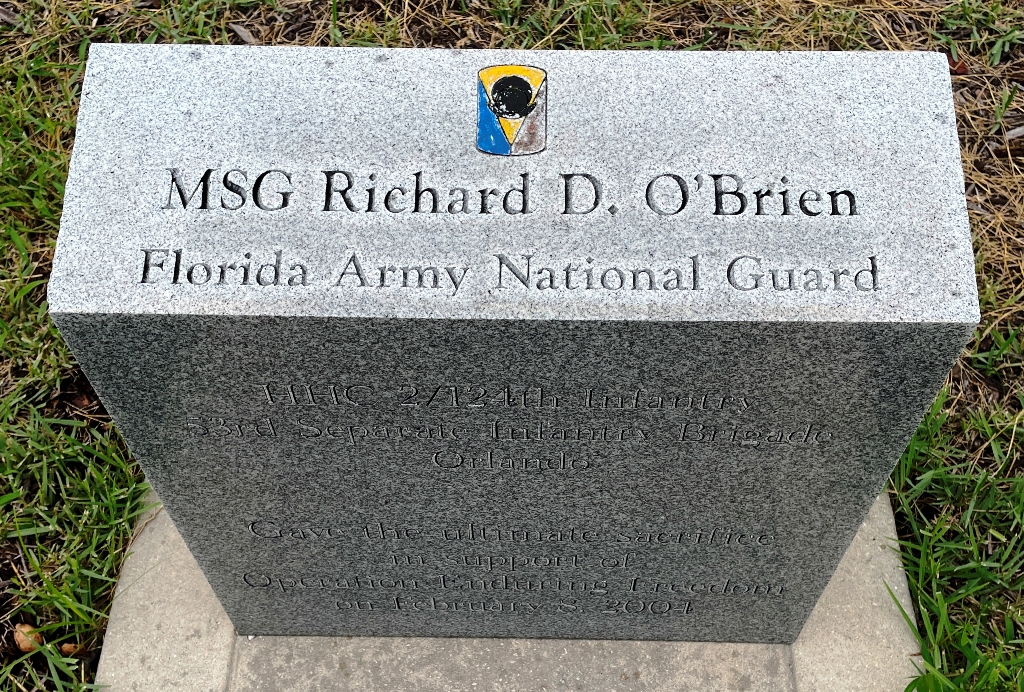 MSG Richard D. O'Brien
Florida Army National Guard
HHC 2/124th Infantry
53rd Separate Infantry Brigade
Orlando
Gave the ultimate sacrifice
in support of
Operation Enduring Freedom
on February 8, 2004